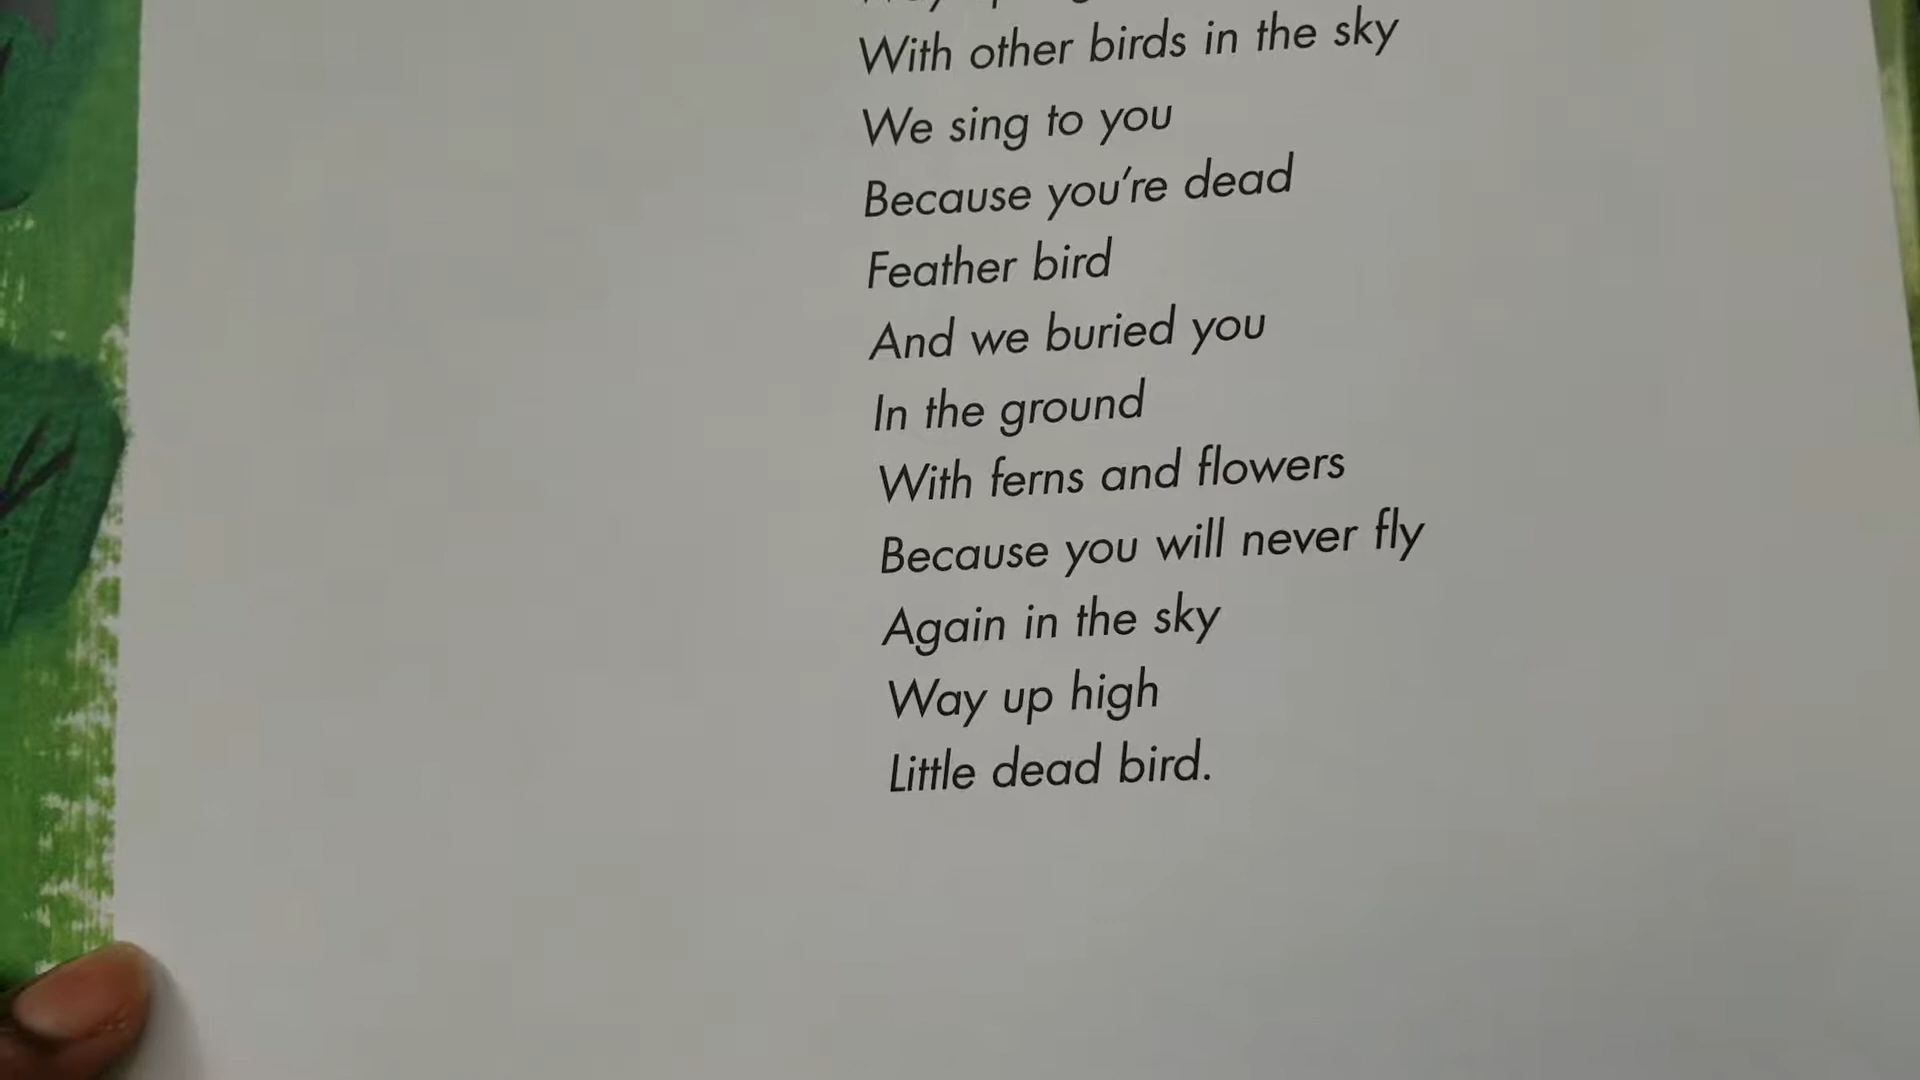 With other birds in the sky
We sing to you
Because you're dead
Feather bird
And we buried you
In the ground
With ferns and flowers
Because you will never fly
Again in the sky
Way up high
Little dead bird.